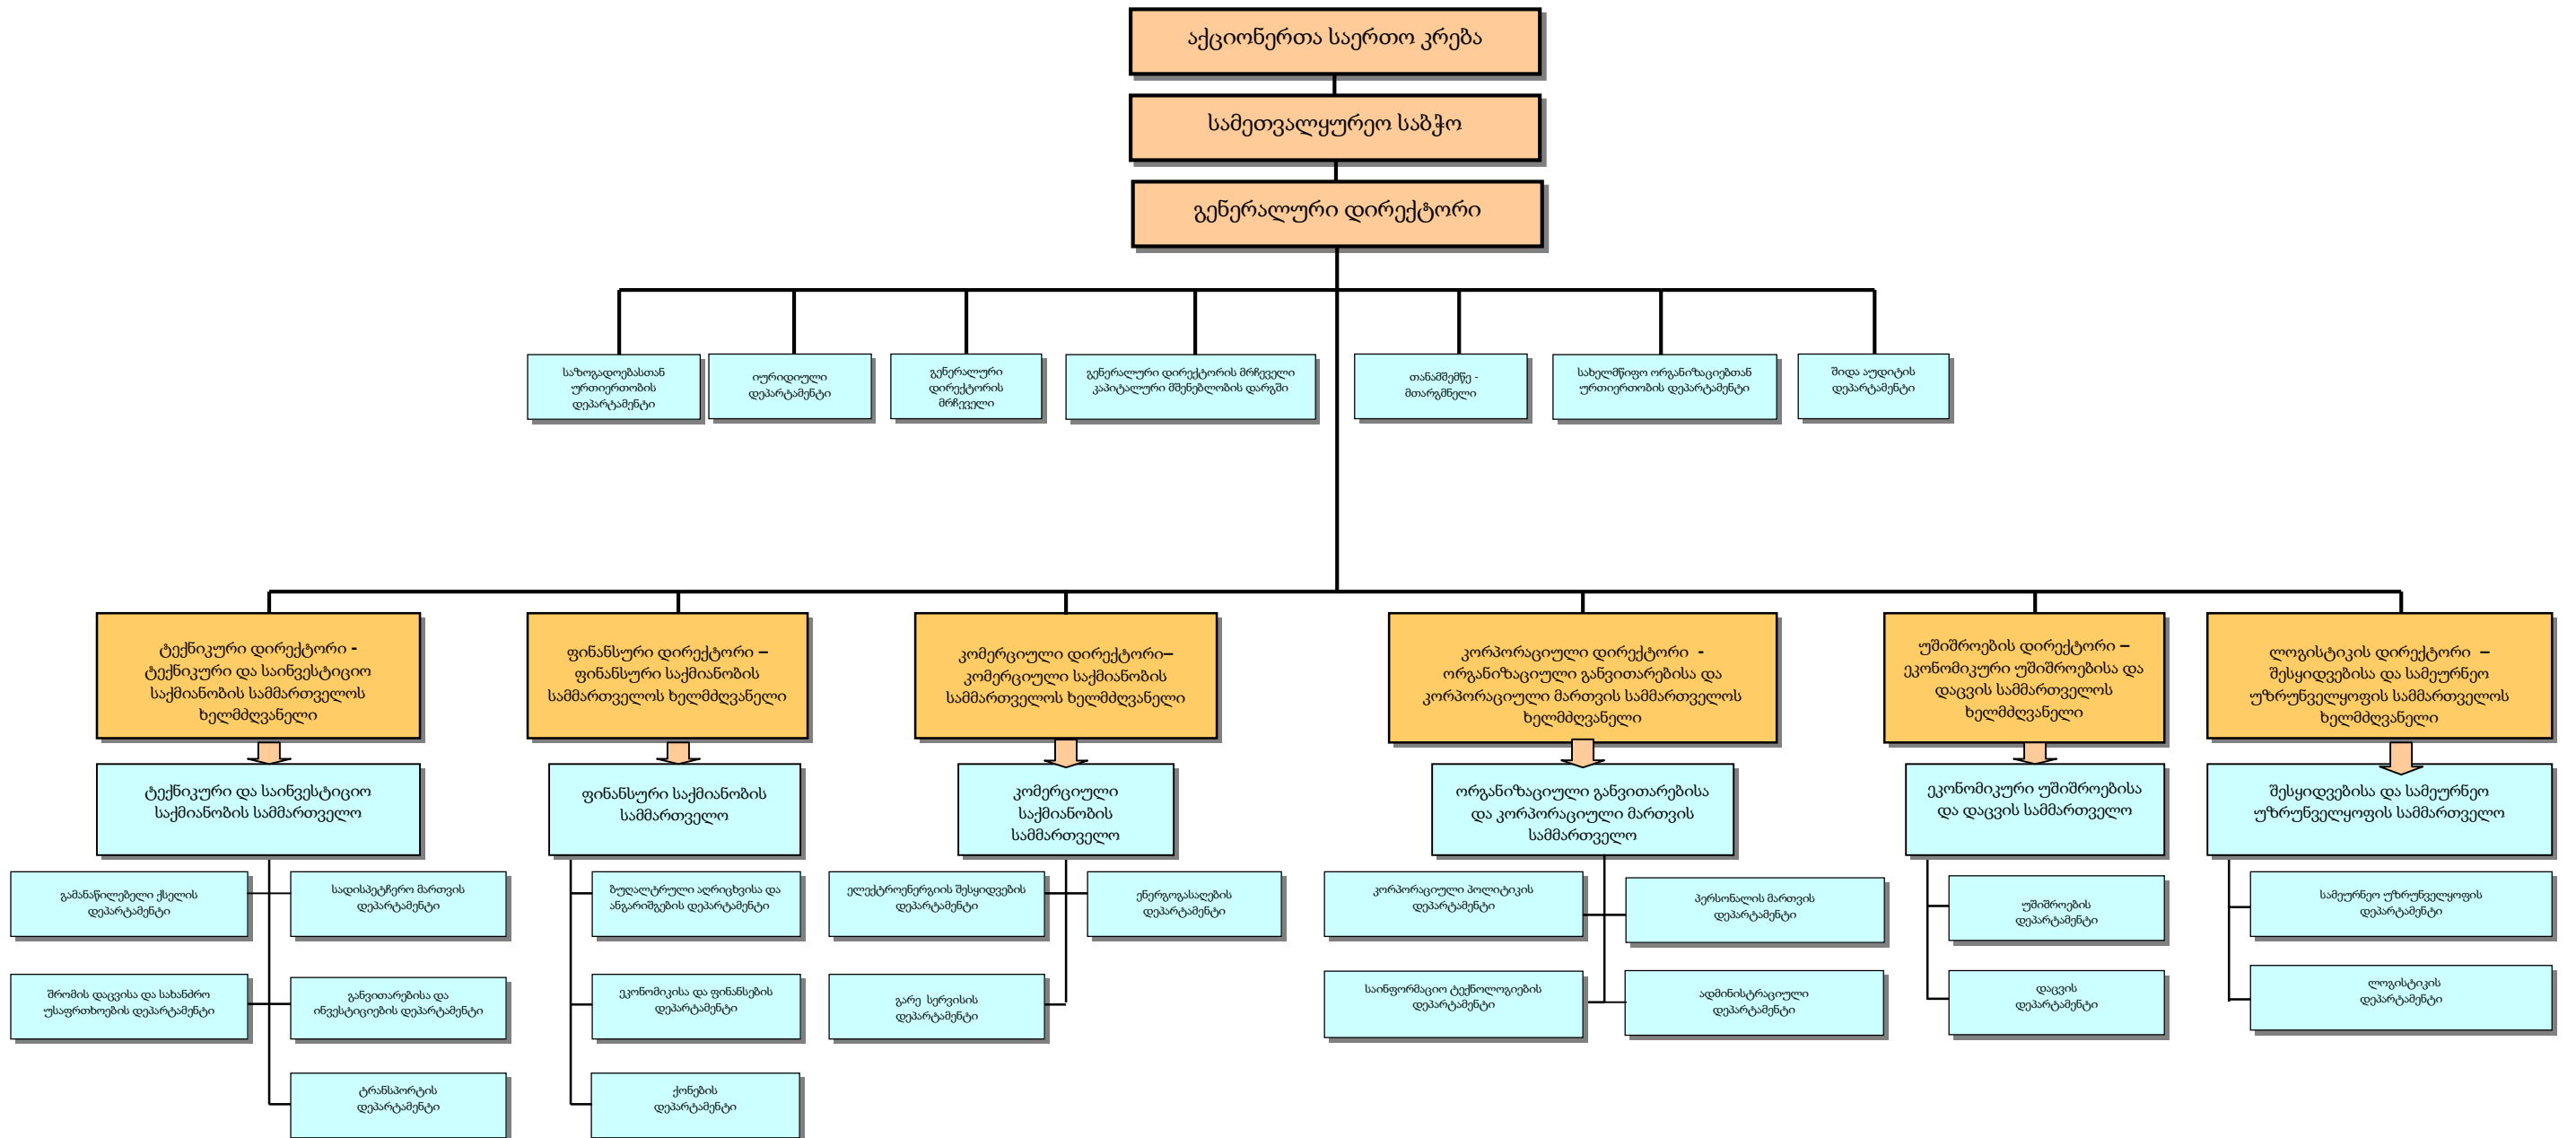 აქციონერთა საერთო კრება
სამეთვალყურეო საბჭო
გენერალური დირექტორი
საზოგადოებასთან
ურთიერთობის
დეპარტამენტი
იურიდიული
დეპარტამენტი
გენერალური
დირექტორის
მრჩეველი
გენერალური დირექტორის მრჩეველი
კაპიტალური მშენებლობის დარგში
თანაშემწე -
მთარგმნელი
სახელმწიფო ორგანიზაციებთან
ურთიერთობის დეპარტამენტი
შიდა აუდიტის
დეპარტამენტი
ტექნიკური დირექტორი -
ტექნიკური და საინვესტიციო
საქმიანობის სამმართველოს
ხელმძღვანელი
ფინანსური დირექტორი –
ფინანსური საქმიანობის
სამმართველოს ხელმძღვანელი
კომერციული დირექტორი–
კომერციული საქმიანობის
სამმართველოს ხელმძღვანელი
კორპორაციული დირექტორი -
ორგანიზაციული განვითარებისა და
კორპორაციული მართვის სამმართველოს
ხელმძღვანელი
უშიშროების დირექტორი –
ეკონომიკური უშიშროებისა და
დაცვის სამმართველოს
ხელმძღვანელი
ლოგისტიკის დირექტორი –
შესყიდვებისა და სამეურნეო
უზრუნველყოფის სამმართველოს
ხელმძღვანელი
ტექნიკური და საინვესტიციო
საქმიანობის სამმართველო
ფინანსური საქმიანობის
სამმართველო
კომერციული
საქმიანობის
სამმართველო
ორგანიზაციული განვითარებისა
და კორპორაციული მართვის
სამმართველო
ეკონომიკური უშიშროებისა
და დაცვის სამმართველო
შესყიდვებისა და სამეურნეო
უზრუნველყოფის სამმართველო
გამანაწილებელი ქსელის
დეპარტამენტი
სადისპეტჩერო მართვის
დეპარტამენტი
ბუღალტრული აღრიცხვისა და
ანგარიშგების დეპარტამენტი
ელექტროენერგიის შესყიდვების
დეპარტამენტი
ენერგოგასაღების
დეპარტამენტი
კორპორაციული პოლიტიკის
დეპარტამენტი
პერსონალის მართვის
დეპარტამენტი
უშიშროების
დეპარტამენტი
სამეურნეო უზრუნველყოფის
დეპარტამენტი
შრომის დაცვისა და სახანძრო
უსაფრთხოების დეპარტამენტი
განვითარებისა და
ინვესტიციების დეპარტამენტი
ეკონომიკისა და ფინანსების
დეპარტამენტი
გარე სერვისის
დეპარტამენტი
საინფორმაციო ტექნოლოგიების
დეპარტამენტი
ადმინისტრაციული
დეპარტამენტი
დაცვის
დეპარტამენტი
ლოგისტიკის
დეპარტამენტი
ტრანსპორტის
დეპარტამენტი
ქონების
დეპარტამენტი